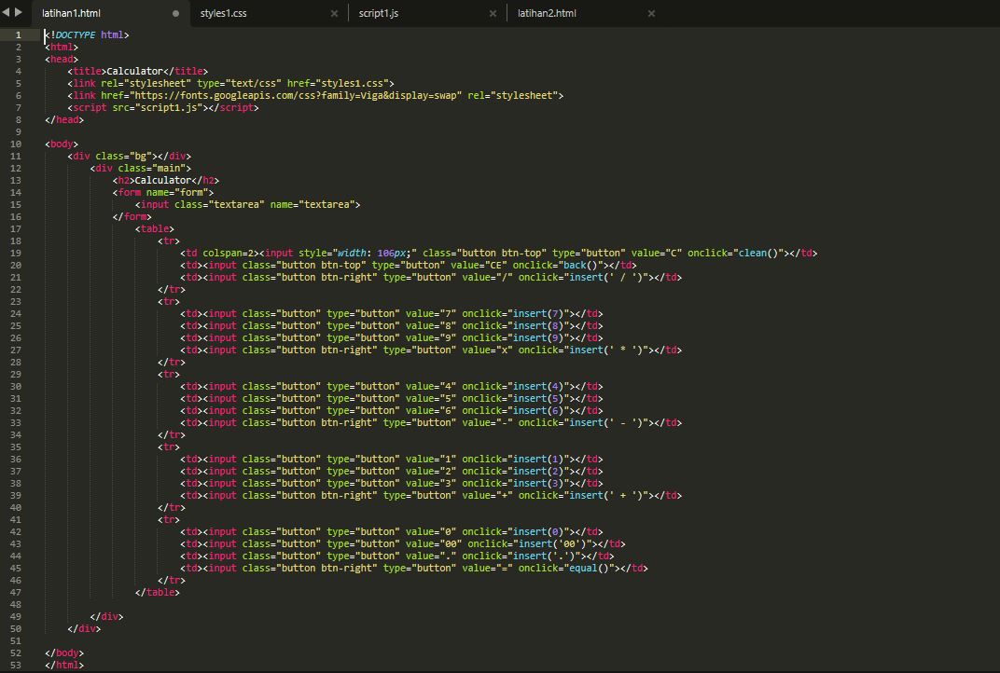 latihan1.html styles1.css script1.js latihan2.html
1 <!DOCTYPE html>
2 <html>
3 <head>
4     <title>Calculator</title>
5     <link rel="stylesheet" type="text/css" href="styles1.css">
6     <link href="https://fonts.googleapis.com/css?family=Viga&display=swap" rel="stylesheet">
7     <script src="script1.js"></script>
8 </head>
9
10 <body>
11     <div class="bg"></div>
12         <div class="main">
13             <h2>Calculator</h2>
14             <form name="form">
15                 <input class="textarea" name="textarea">
16             </form>
17                 <table>
18                     <tr>
19                         <td colspan=2><input style="width: 106px;" class="button btn-top" type="button" value="C" onclick="clean()"></td>
20                         <td><input class="button btn-top" type="button" value="CE" onclick="back()"></td>
21                         <td><input class="button btn-right" type="button" value="/" onclick="insert(' / ')"></td>
22                     </tr>
23                     <tr>
24                         <td><input class="button" type="button" value="7" onclick="insert(7)"></td>
25                         <td><input class="button" type="button" value="8" onclick="insert(8)"></td>
26                         <td><input class="button" type="button" value="9" onclick="insert(9)"></td>
27                         <td><input class="button btn-right" type="button" value="x" onclick="insert(' * ')"></td>
28                     </tr>
29                     <tr>
30                         <td><input class="button" type="button" value="4" onclick="insert(4)"></td>
31                         <td><input class="button" type="button" value="5" onclick="insert(5)"></td>
32                         <td><input class="button" type="button" value="6" onclick="insert(6)"></td>
33                         <td><input class="button btn-right" type="button" value="-" onclick="insert(' - ')"></td>
34                     </tr>
35                     <tr>
36                         <td><input class="button" type="button" value="1" onclick="insert(1)"></td>
37                         <td><input class="button" type="button" value="2" onclick="insert(2)"></td>
38                         <td><input class="button" type="button" value="3" onclick="insert(3)"></td>
39                         <td><input class="button btn-right" type="button" value="+" onclick="insert(' + ')"></td>
40                     </tr>
41                     <tr>
42                         <td><input class="button" type="button" value="0" onclick="insert(0)"></td>
43                         <td><input class="button" type="button" value="00" onclick="insert('00')"></td>
44                         <td><input class="button" type="button" value="." onclick="insert('.')"></td>
45                         <td><input class="button btn-right" type="button" value="=" onclick="equal()"></td>
46                     </tr>
47                 </table>
48
49         </div>
50     </div>
51
52 </body>
53 </html>